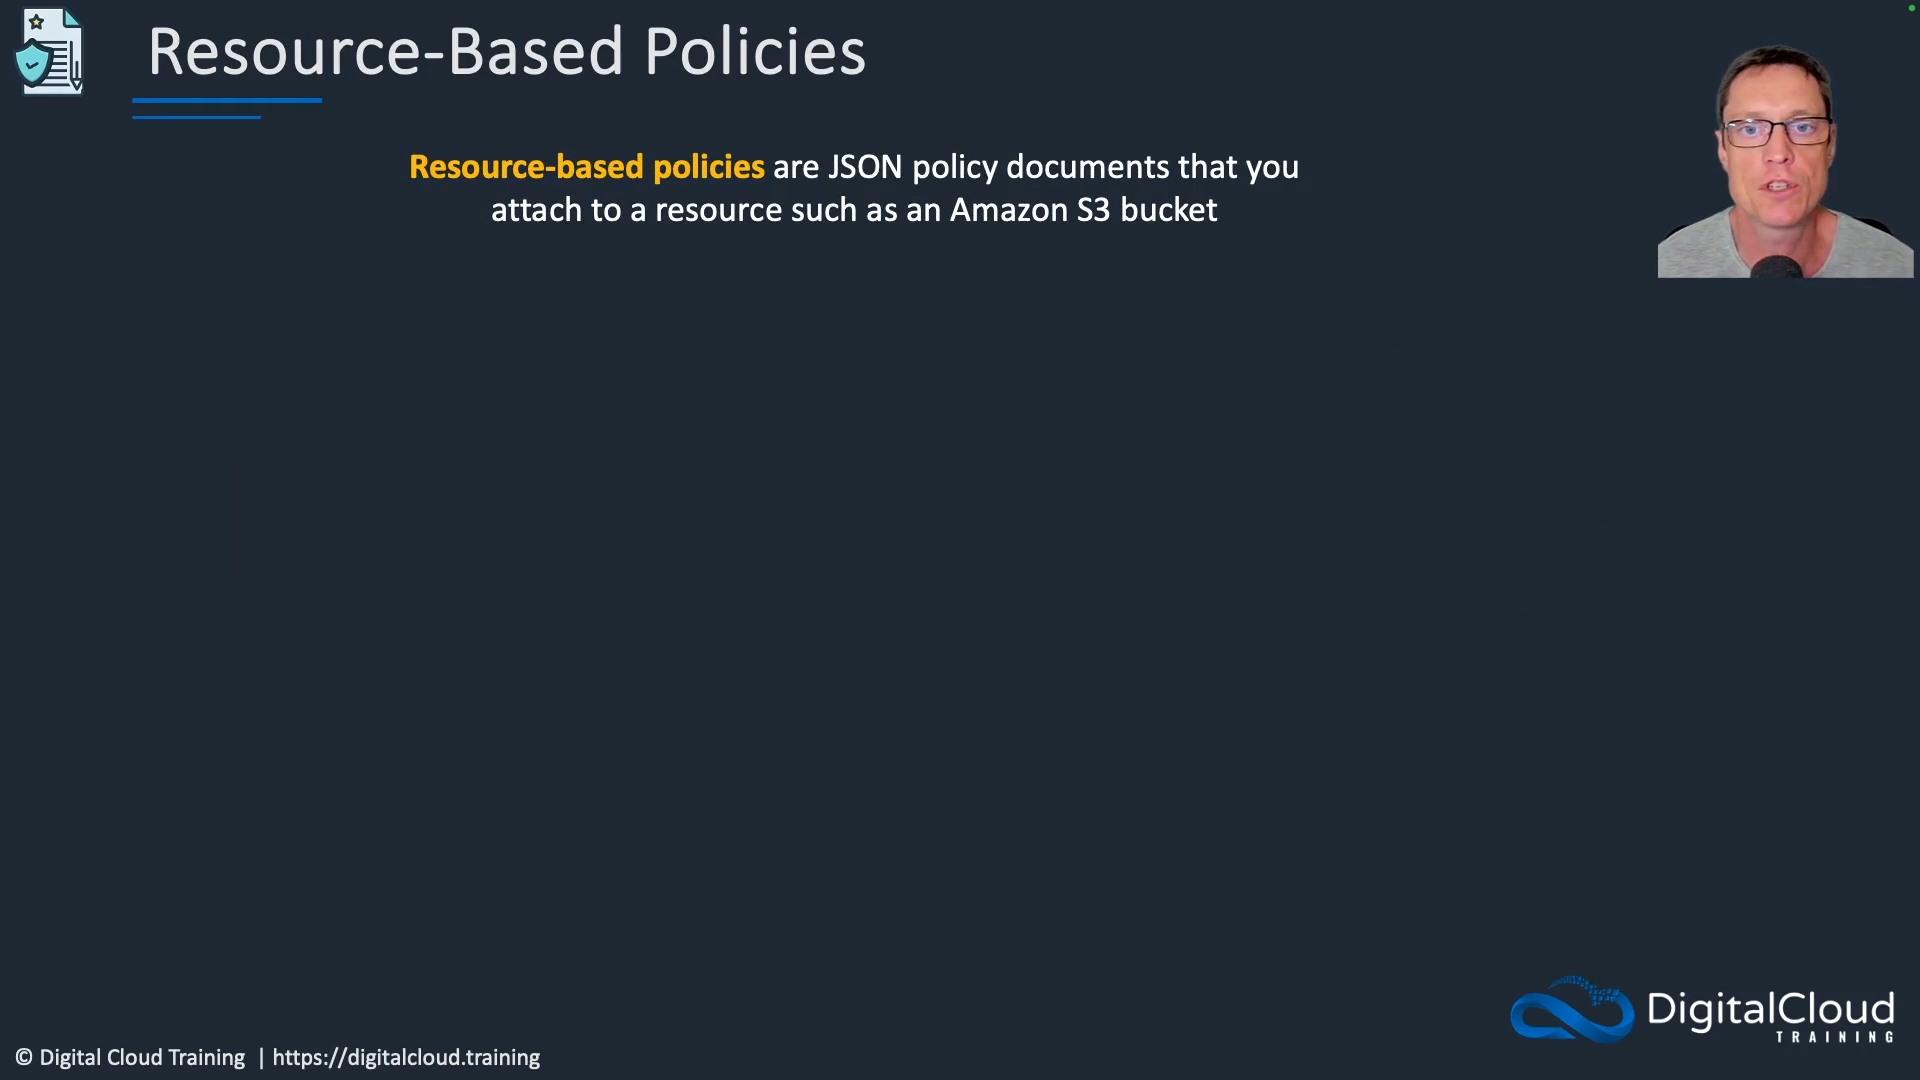 Resource-Based Policies
Resource-based policies are JSON policy documents that you
attach to a resource such as an Amazon S3 bucket
DigitalCloud
TRAINING
© Digital Cloud Training | https://digitalcloud.training